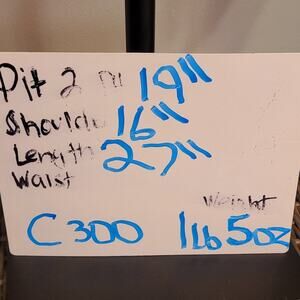 Pit 2 Pit 19"
Shoulder 16"
Length 27"
Waist
Weight
C 300 1Lb 5oz